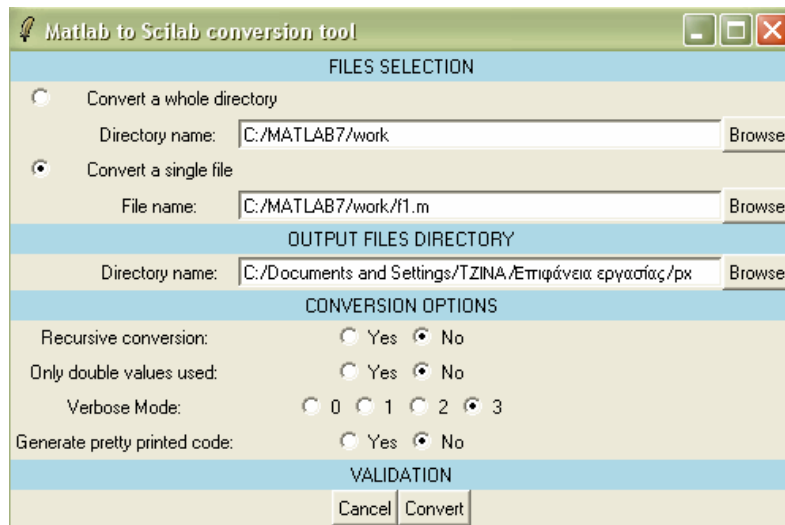 Matlab to Scilab conversion tool
FILES SELECTION
Convert a whole directory
Directory name: C:/MATLAB7/work Browse
Convert a single file
File name: C:/MATLAB7/work/f1.m Browse
OUTPUT FILES DIRECTORY
Directory name: C:/Documents and Settings/TZINA/Επιφάνεια εργασίας/px Browse
CONVERSION OPTIONS
Recursive conversion: Yes No
Only double values used: Yes No
Verbose Mode: 0 1 2 3
Generate pretty printed code: Yes No
VALIDATION
Cancel Convert